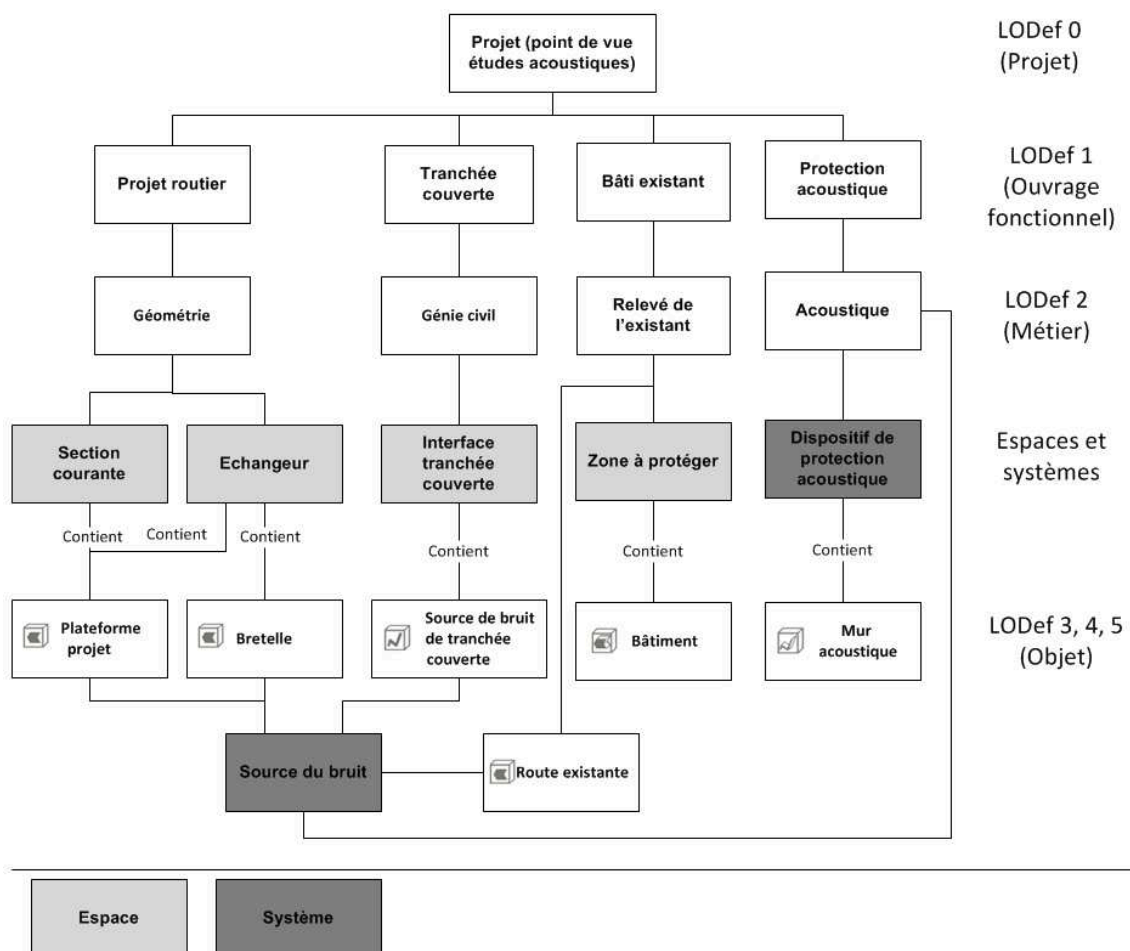 Projet (point de vue
études acoustiques)
LODef 0
(Projet)
Projet routier
Tranchée
couverte
Bâti existant
Protection
acoustique
LODef 1
(Ouvrage
fonctionnel)
Géométrie
Génie civil
Relevé de
l'existant
Acoustique
LODef 2
(Métier)
Section
courante
Echangeur
Interface
tranchée
couverte
Zone à protéger
Dispositif de
protection
acoustique
Espaces et
systèmes
Contient
Contient
Contient
Contient
Contient
Contient
Plateforme
projet
Bretelle
Source de bruit
de tranchée
couverte
Bâtiment
Mur
acoustique
LODef 3, 4, 5
(Objet)
Source du bruit
Route existante
Espace
Système